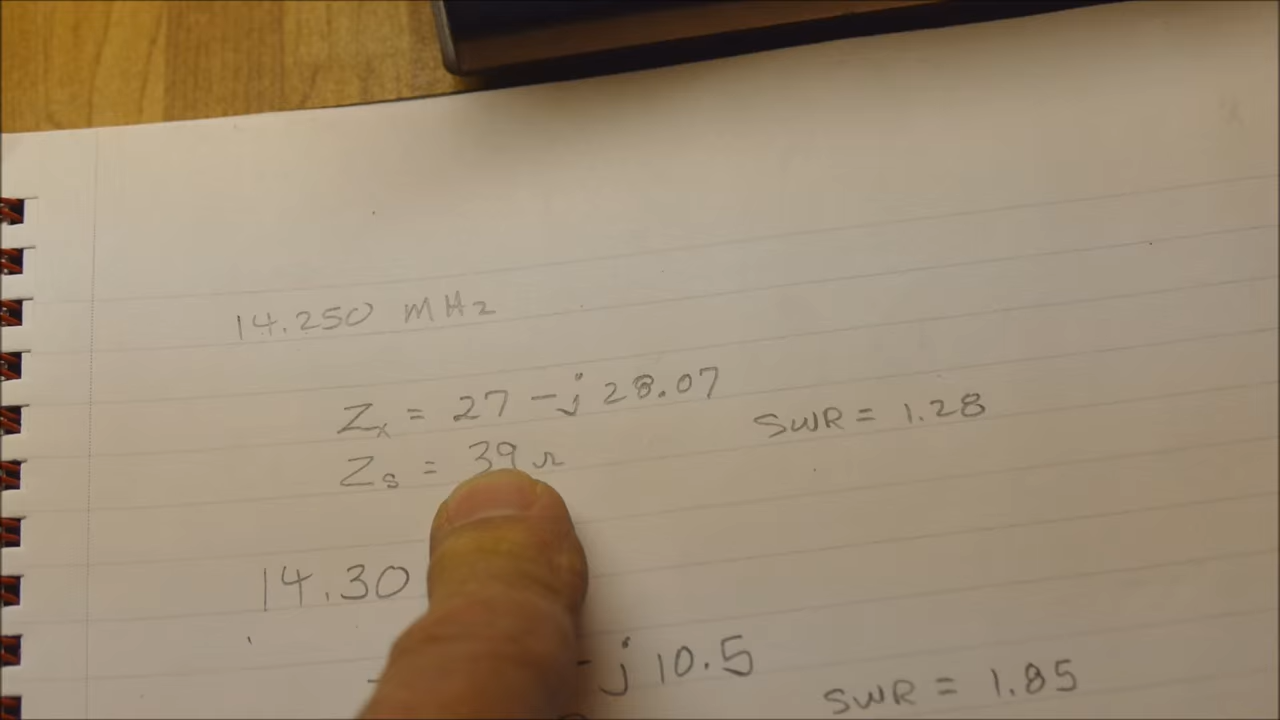 14.250 MHz
Zx = 27 - j 28.07
SWR = 1.28
Zs = 39 Ω
14.30
- j 10.5
SWR = 1.85